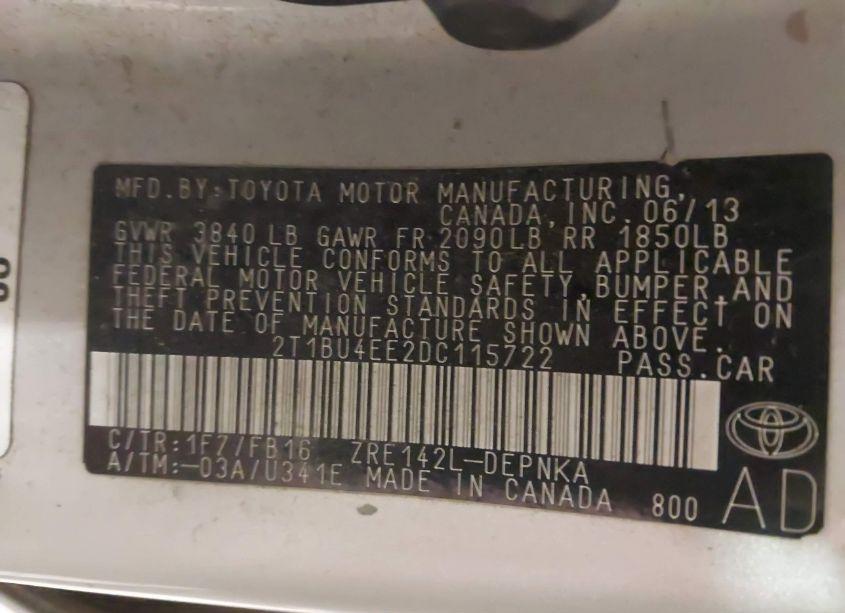 MFD.BY:TOYOTA MOTOR MANUFACTURING,
CANADA, INC. 06/13
GVWR 3840 LB GAWR FR 2090LB RR 1850LB
THIS VEHICLE CONFORMS TO ALL APPLICABLE
FEDERAL MOTOR VEHICLE SAFETY, BUMPER, AND
THEFT PREVENTION STANDARDS IN EFFECT ON
THE DATE OF MANUFACTURE SHOWN ABOVE.
2T1BU4EE2DC115722 PASS.CAR
C/TR:1F7/FB16 ZRE142L-DEPNKA
A/TM:-03A/U341E MADE IN CANADA 800 AD